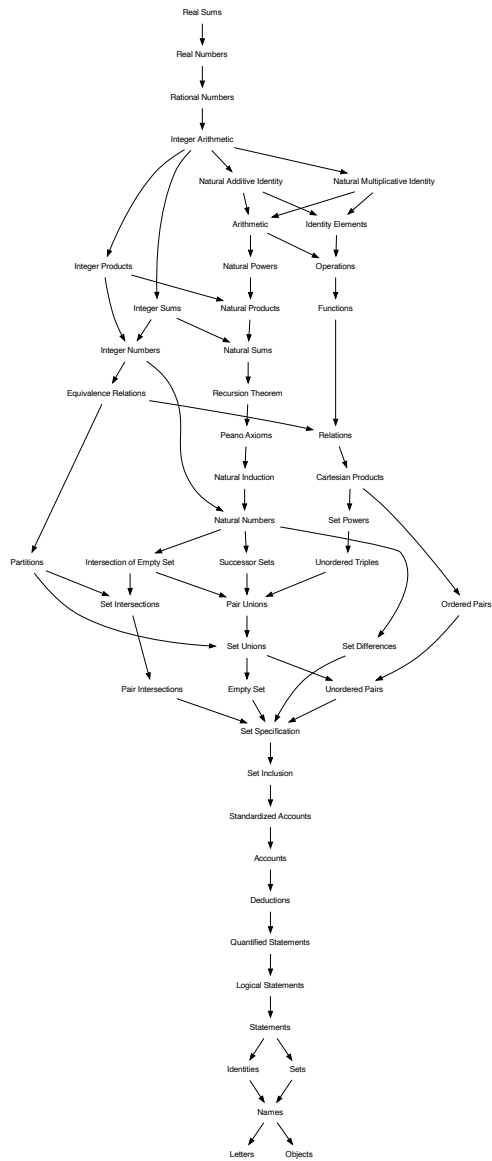 Real Sums
Real Numbers
Rational Numbers
Integer Arithmetic
Natural Additive Identity
Natural Multiplicative Identity
Arithmetic
Identity Elements
Integer Products
Natural Powers
Operations
Integer Sums
Natural Products
Functions
Integer Numbers
Natural Sums
Equivalence Relations
Recursion Theorem
Peano Axioms
Relations
Natural Induction
Cartesian Products
Natural Numbers
Set Powers
Partitions
Intersection of Empty Set
Successor Sets
Unordered Triples
Set Intersections
Pair Unions
Ordered Pairs
Set Unions
Set Differences
Pair Intersections
Empty Set
Unordered Pairs
Set Specification
Set Inclusion
Standardized Accounts
Accounts
Deductions
Quantified Statements
Logical Statements
Statements
Identities
Sets
Names
Letters
Objects